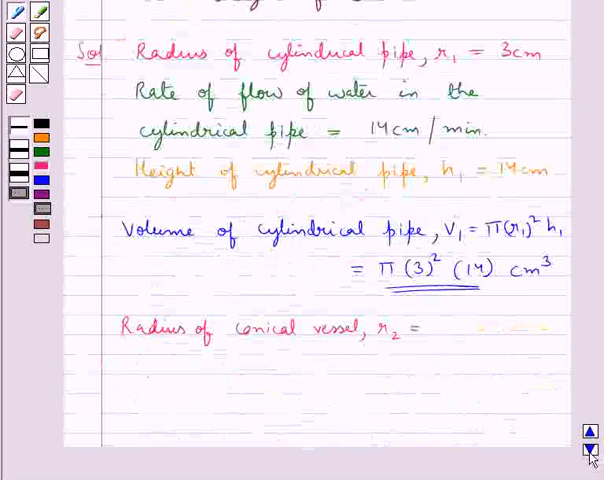 Sol Radius of cylindrical pipe, r₁ = 3cm
Rate of flow of water in the
cylindrical pipe = 14cm / min.
Height of cylindrical pipe, h₁ = 14cm
Volume of cylindrical pipe, V₁ = π(r₁)² h₁
= π (3)² (14) cm³
Radius of conical vessel, r₂ =